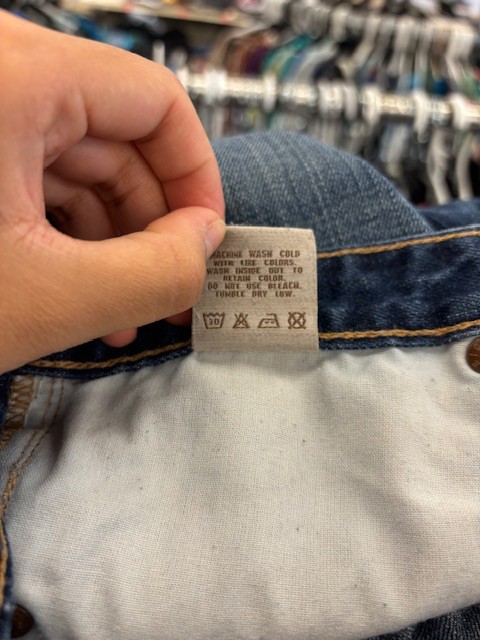 MACHINE WASH COLD
WITH LIKE COLORS.
WASH INSIDE OUT TO
RETAIN COLOR.
DO NOT USE BLEACH.
TUMBLE DRY LOW.
30